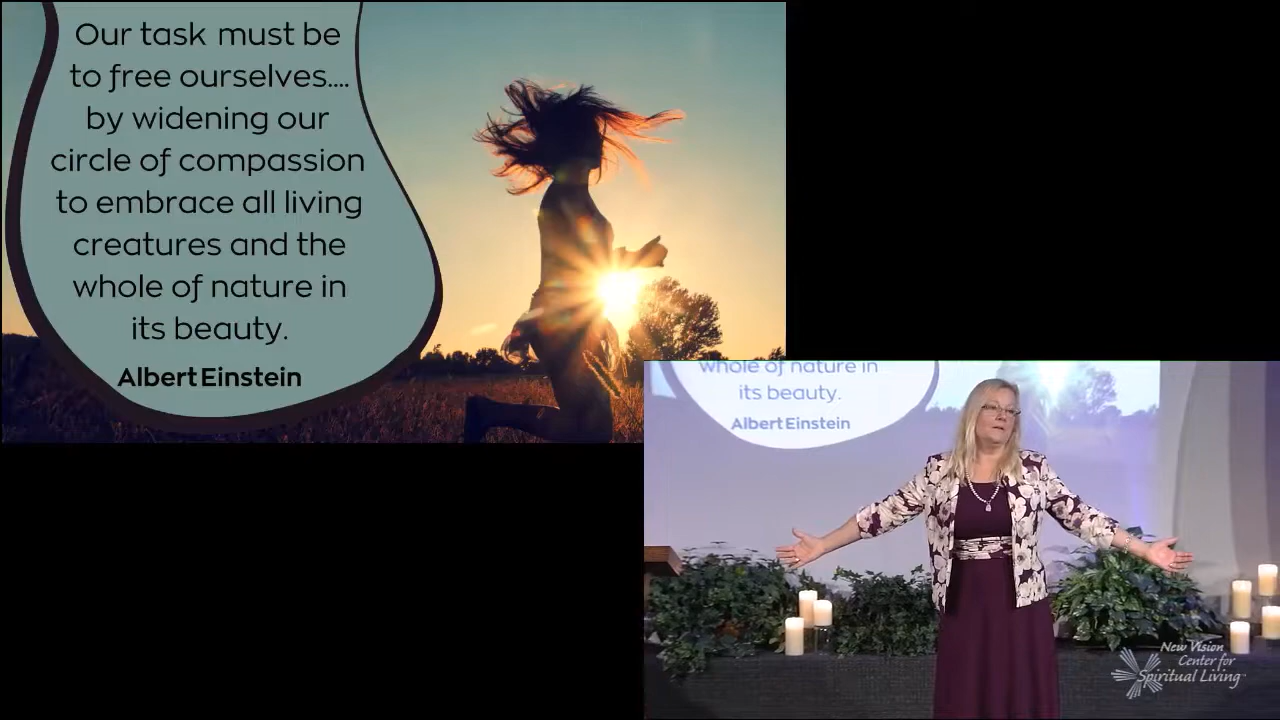 Our task must be
to free ourselves....
by widening our
circle of compassion
to embrace all living
creatures and the
whole of nature in
its beauty.
Albert Einstein
whole of nature in
its beauty.
Albert Einstein
New Vision
Center for
Spiritual Living